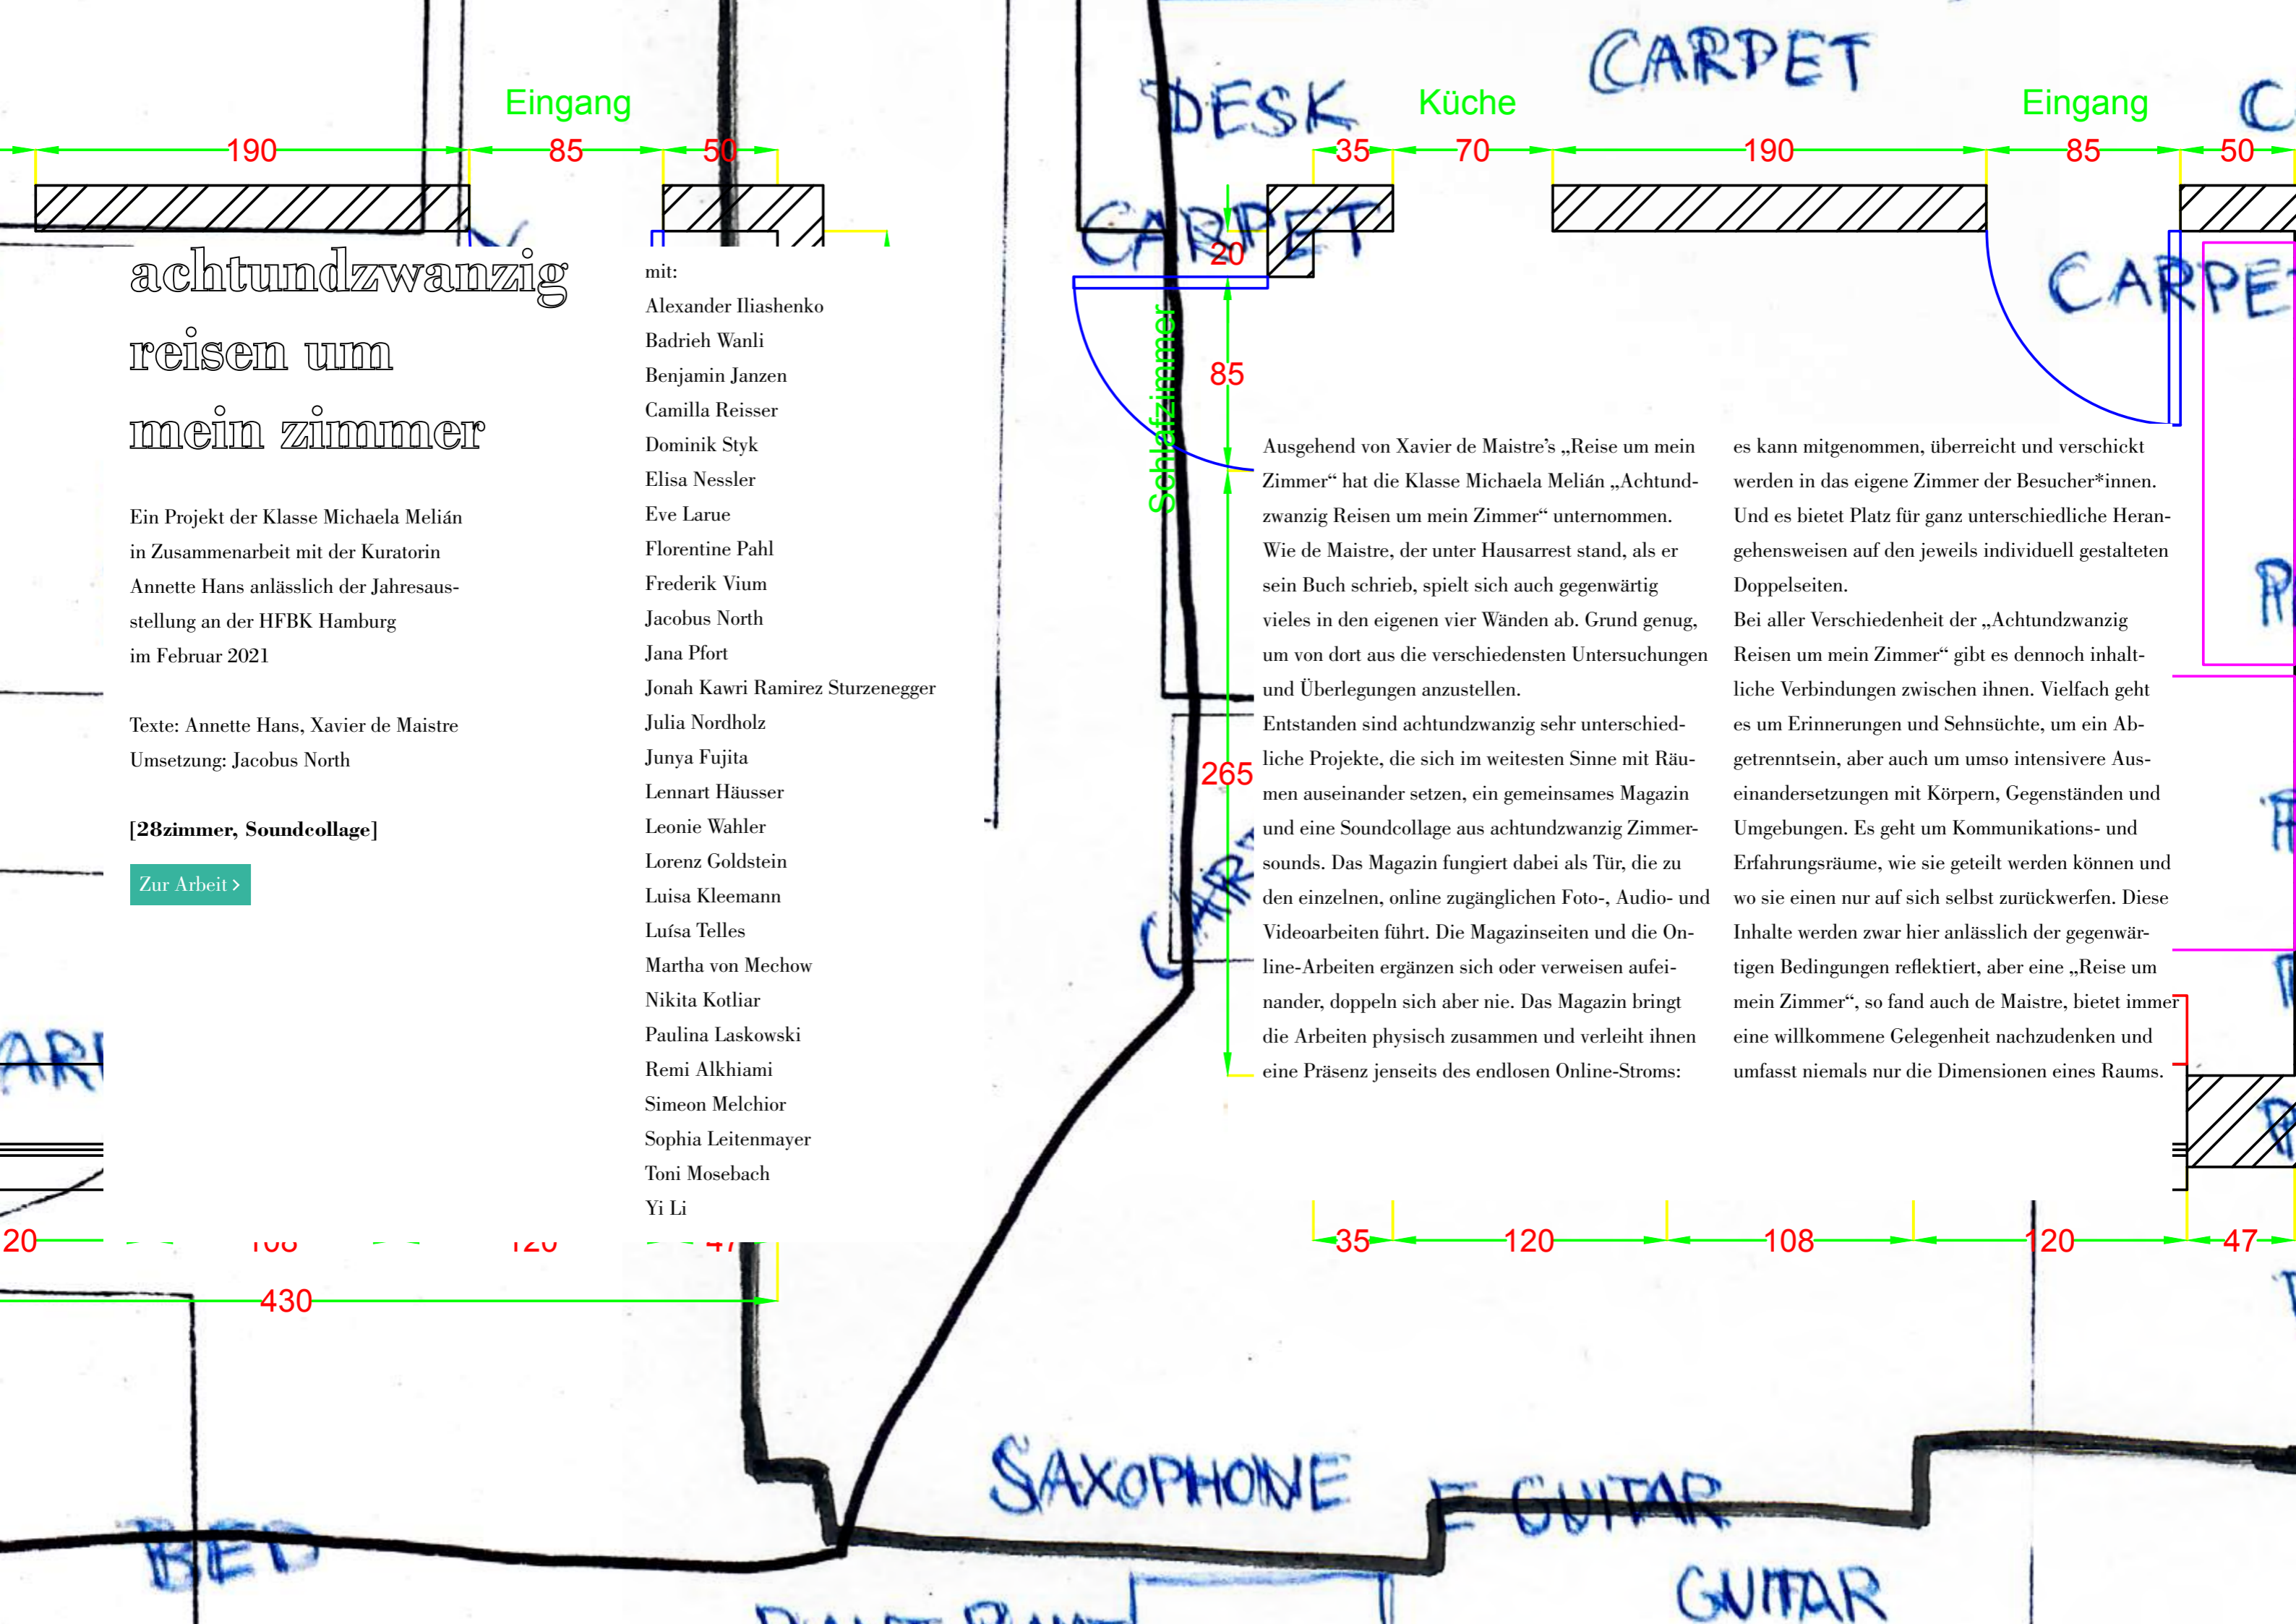 CARPET
DESK
Eingang
Küche
Eingang
190
85
50
35
70
190
85
50
CARPET
20
CARPET
85
Schlafzimmer
265
achtundzwanzig
reisen um
mein zimmer
Ein Projekt der Klasse Michaela Melián
in Zusammenarbeit mit der Kuratorin
Annette Hans anlässlich der Jahresaus-
stellung an der HFBK Hamburg
im Februar 2021
Texte: Annette Hans, Xavier de Maistre
Umsetzung: Jacobus North
[28zimmer, Soundcollage]
Zur Arbeit >
mit:
Alexander Iliashenko
Badrieh Wanli
Benjamin Janzen
Camilla Reisser
Dominik Styk
Elisa Nessler
Eve Larue
Florentine Pahl
Frederik Vium
Jacobus North
Jana Pfort
Jonah Kawri Ramirez Sturzenegger
Julia Nordholz
Junya Fujita
Lennart Häusser
Leonie Wahler
Lorenz Goldstein
Luisa Kleemann
Luísa Telles
Martha von Mechow
Nikita Kotliar
Paulina Laskowski
Remi Alkhiami
Simeon Melchior
Sophia Leitenmayer
Toni Mosebach
Yi Li
Ausgehend von Xavier de Maistre’s „Reise um mein
Zimmer“ hat die Klasse Michaela Melián „Achtund-
zwanzig Reisen um mein Zimmer“ unternommen.
Wie de Maistre, der unter Hausarrest stand, als er
sein Buch schrieb, spielt sich auch gegenwärtig
vieles in den eigenen vier Wänden ab. Grund genug,
um von dort aus die verschiedensten Untersuchungen
und Überlegungen anzustellen.
Entstanden sind achtundzwanzig sehr unterschied-
liche Projekte, die sich im weitesten Sinne mit Räu-
men auseinander setzen, ein gemeinsames Magazin
und eine Soundcollage aus achtundzwanzig Zimmer-
sounds. Das Magazin fungiert dabei als Tür, die zu
den einzelnen, online zugänglichen Foto-, Audio- und
Videoarbeiten führt. Die Magazinseiten und die On-
line-Arbeiten ergänzen sich oder verweisen aufei-
nander, doppeln sich aber nie. Das Magazin bringt
die Arbeiten physisch zusammen und verleiht ihnen
eine Präsenz jenseits des endlosen Online-Stroms:
es kann mitgenommen, überreicht und verschickt
werden in das eigene Zimmer der Besucher*innen.
Und es bietet Platz für ganz unterschiedliche Heran-
gehensweisen auf den jeweils individuell gestalteten
Doppelseiten.
Bei aller Verschiedenheit der „Achtundzwanzig
Reisen um mein Zimmer“ gibt es dennoch inhalt-
liche Verbindungen zwischen ihnen. Vielfach geht
es um Erinnerungen und Sehnsüchte, um ein Ab-
getrenntsein, aber auch um umso intensivere Aus-
einandersetzungen mit Körpern, Gegenständen und
Umgebungen. Es geht um Kommunikations- und
Erfahrungsräume, wie sie geteilt werden können und
wo sie einen nur auf sich selbst zurückwerfen. Diese
Inhalte werden zwar hier anlässlich der gegenwär-
tigen Bedingungen reflektiert, aber eine „Reise um
mein Zimmer“, so fand auch de Maistre, bietet immer
eine willkommene Gelegenheit nachzudenken und
umfasst niemals nur die Dimensionen eines Raums.
20
108
120
47
35
120
108
120
47
430
SAXOPHONE
E-GUITAR
BED
GUITAR